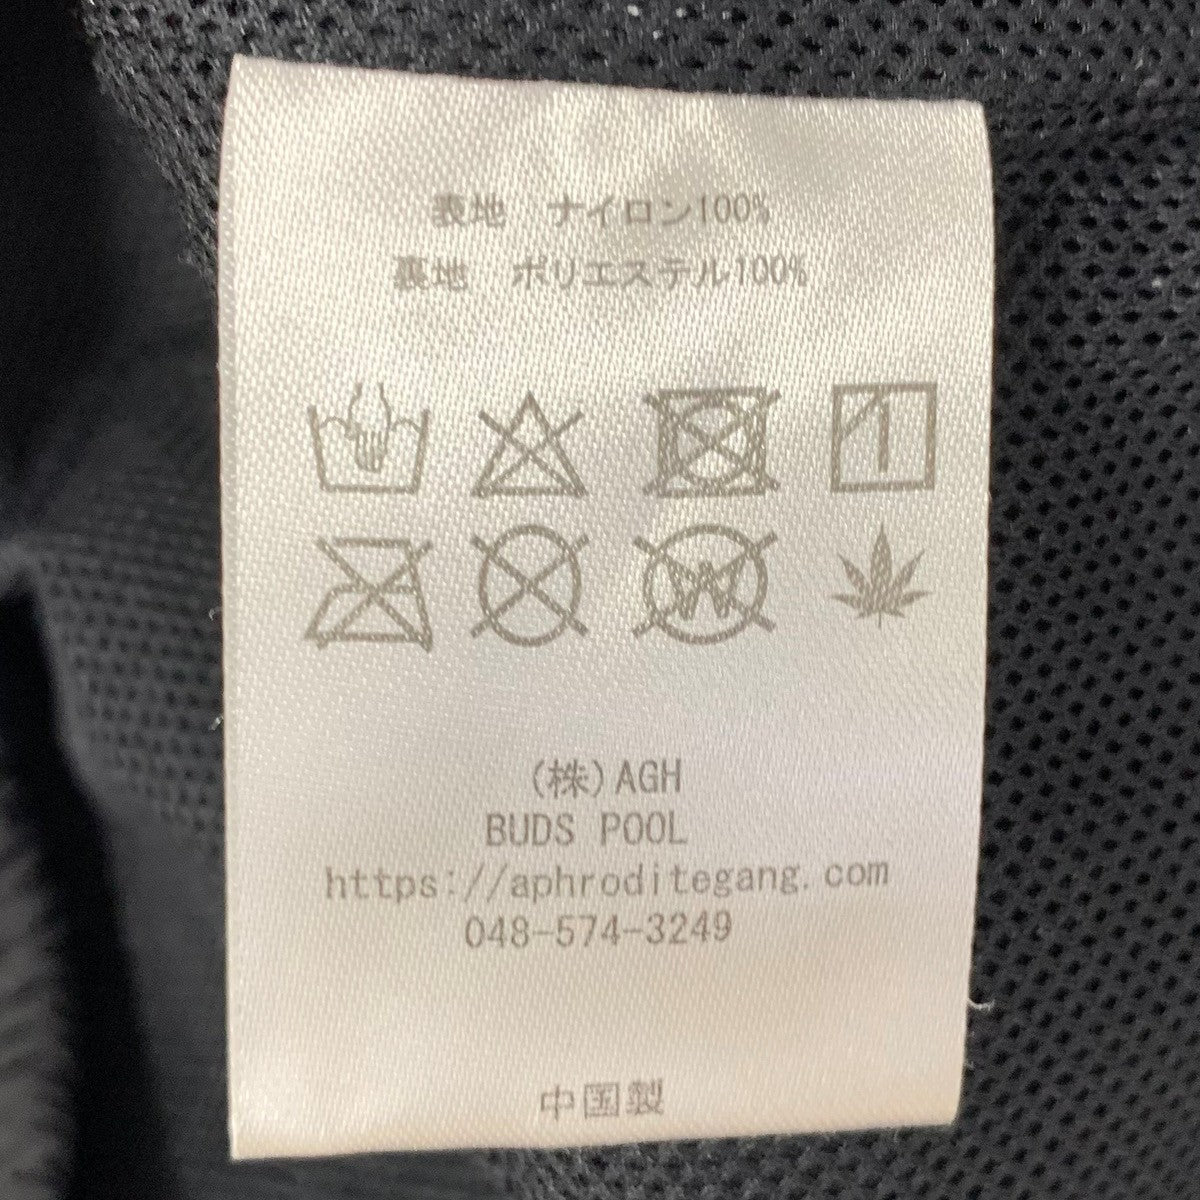 表地　ナイロン100%
裏地　ポリエステル100%
(株)AGH
BUDS POOL
https://aphroditegang.com
048-574-3249
中国製